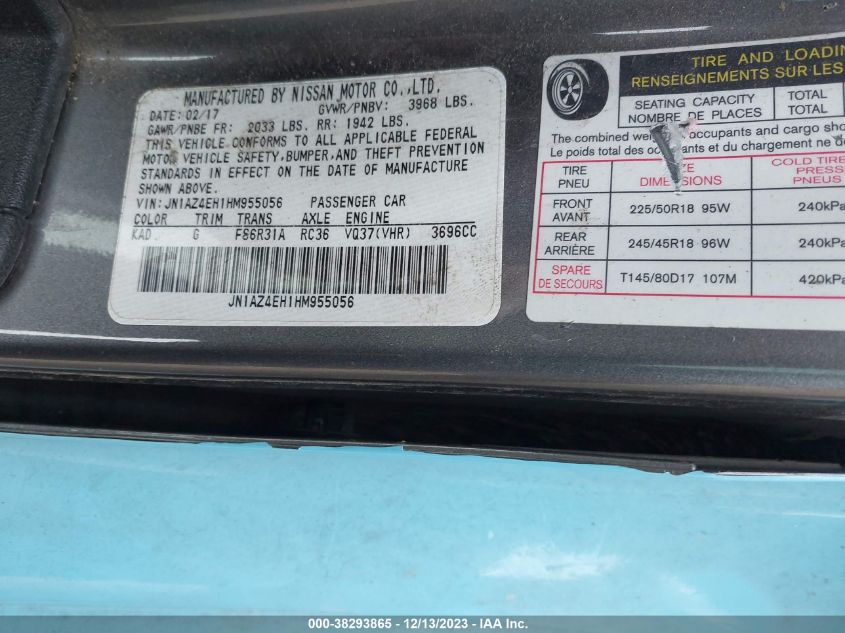 MANUFACTURED BY NISSAN MOTOR CO.,LTD.
DATE: 02/17 GVWR/PNBV: 3968 LBS.
GAWR/PNBE FR: 2033 LBS. RR: 1942 LBS.
THIS VEHICLE CONFORMS TO ALL APPLICABLE FEDERAL
MOTOR VEHICLE SAFETY,BUMPER,AND THEFT PREVENTION
STANDARDS IN EFFECT ON THE DATE OF MANUFACTURE
SHOWN ABOVE.
VIN: JN1AZ4EH1HM955056 PASSENGER CAR
COLOR TRIM TRANS AXLE ENGINE
KAD G F86R31A RC36 VQ37(VHR) 3696CC
JN1AZ4EH1HM955056
TIRE AND LOADIN
RENSEIGNEMENTS SUR LES
SEATING CAPACITY TOTAL
NOMBRE DE PLACES TOTAL
The combined occupants and cargo sho
Le poids total des et du chargement ne
TIRE COLD TIRE
PNEU DIMENSIONS PRESS
PNEUS
FRONT
AVANT 225/50R18 95W 240kPa
REAR
ARRIÈRE 245/45R18 96W 240kPa
SPARE
DE SECOURS T145/80D17 107M 420kPa
000-38293865 - 12/13/2023 - IAA Inc.